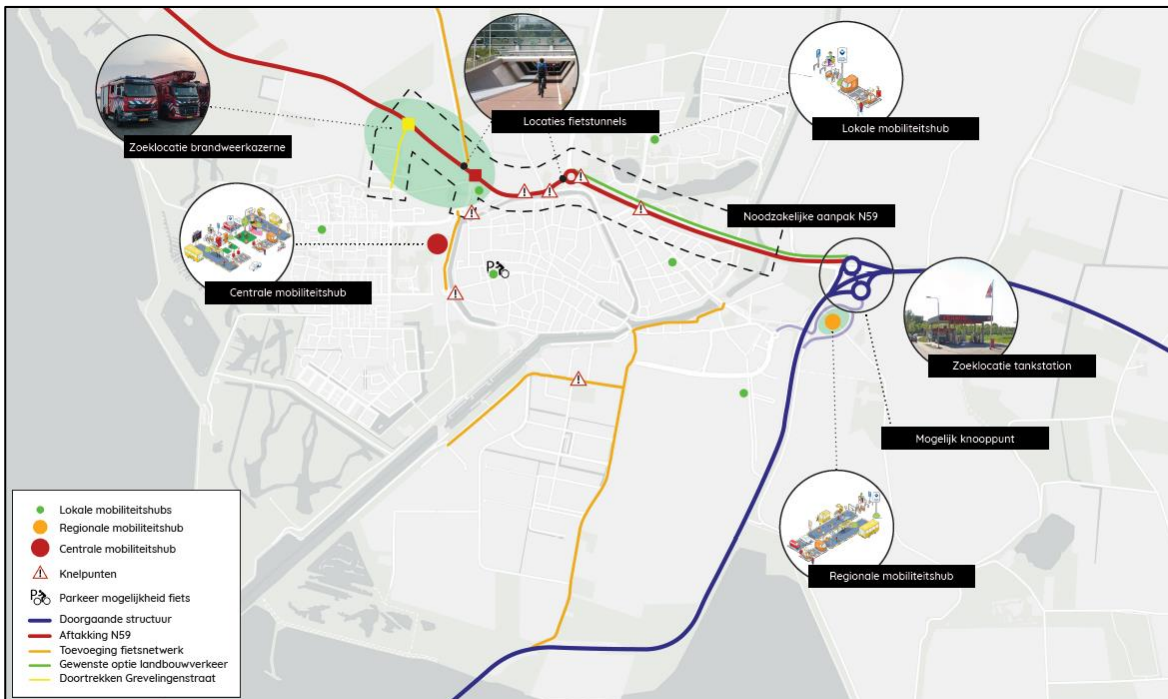 Zoeklocatie brandweerkazerne
Locaties fietstunnels
Lokale mobiliteitshub
Noodzakelijke aanpak N59
Centrale mobiliteitshub
P
Zoeklocatie tankstation
Mogelijk knooppunt
Regionale mobiliteitshub
Lokale mobiliteitshubs
Regionale mobiliteitshub
Centrale mobiliteitshub
Knelpunten
P Parkeer mogelijkheid fiets
Doorgaande structuur
Aftakking N59
Toevoeging fietsnetwerk
Gewenste optie landbouwverkeer
Doortrekken Grevelingenstraat